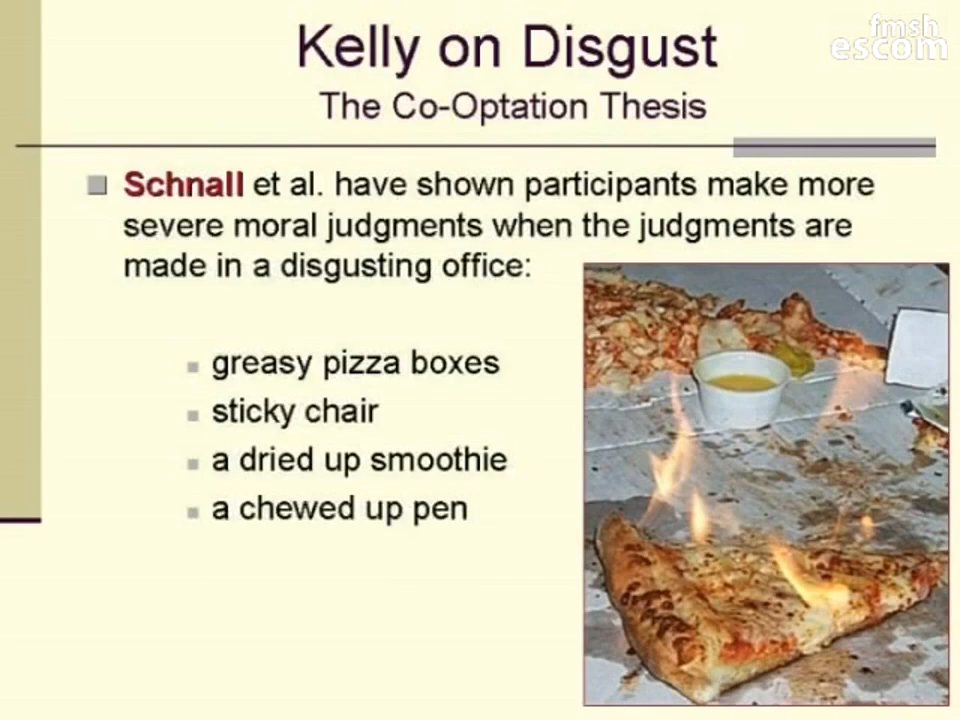 fmsh
escom
Kelly on Disgust
The Co-Optation Thesis
Schnall et al. have shown participants make more
severe moral judgments when the judgments are
made in a disgusting office:
greasy pizza boxes
sticky chair
a dried up smoothie
a chewed up pen